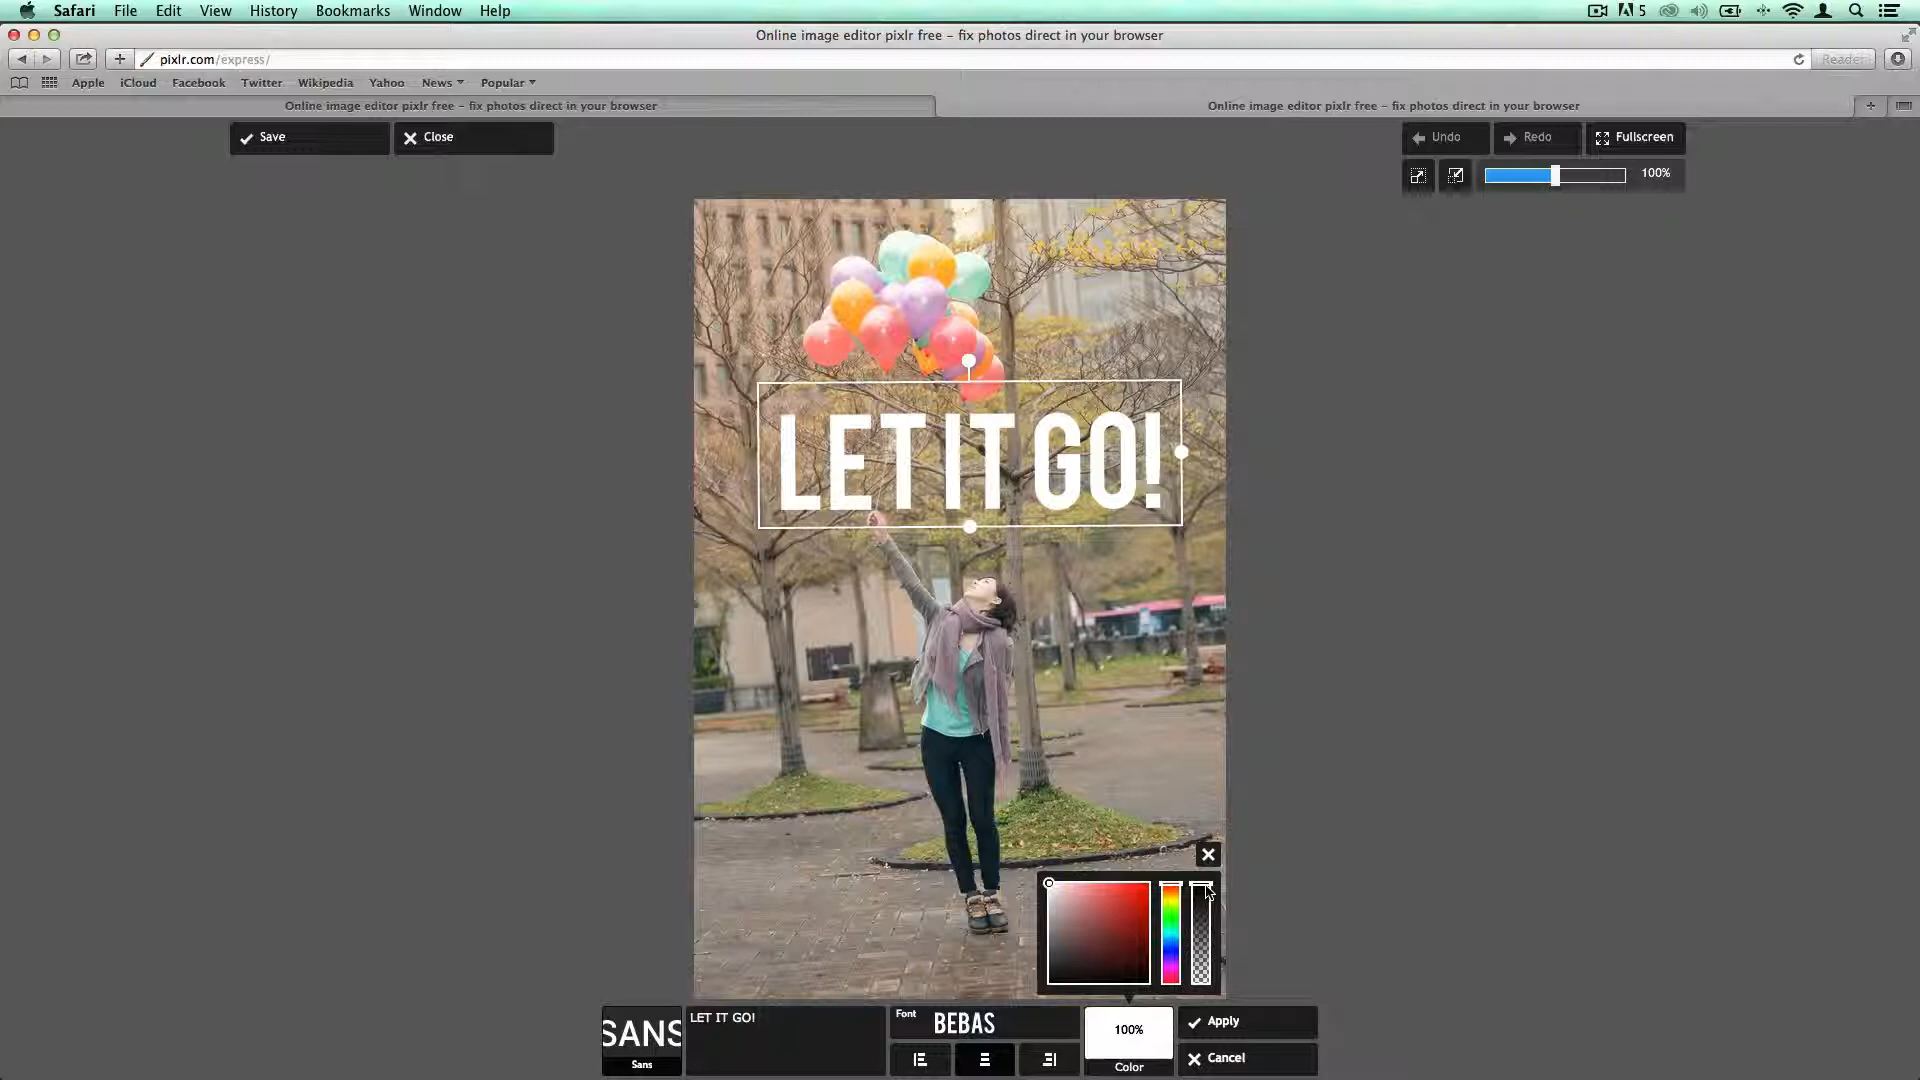 Safari File Edit View History Bookmarks Window Help 5
Online image editor pixlr free - fix photos direct in your browser
pixlr.com/express/ Reader
Apple iCloud Facebook Twitter Wikipedia Yahoo News Popular
Online image editor pixlr free - fix photos direct in your browser Online image editor pixlr free - fix photos direct in your browser
Save Close Undo Redo Fullscreen
100%
LET IT GO!
SANS
Sans
LET IT GO!
Font BEBAS
100%
Color
Apply
Cancel